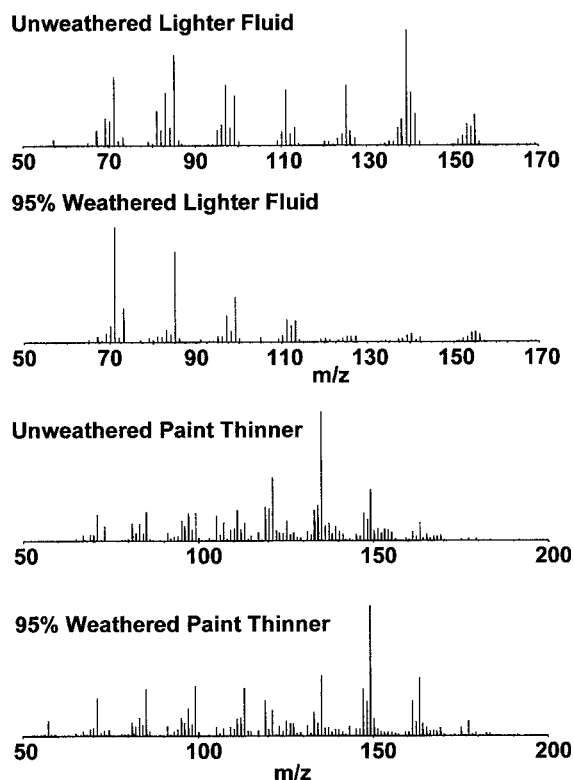 Unweathered Lighter Fluid
50 70 90 110 130 150 170
95% Weathered Lighter Fluid
50 70 90 110 130 150 170
m/z
Unweathered Paint Thinner
50 100 150 200
95% Weathered Paint Thinner
50 100 150 200
m/z